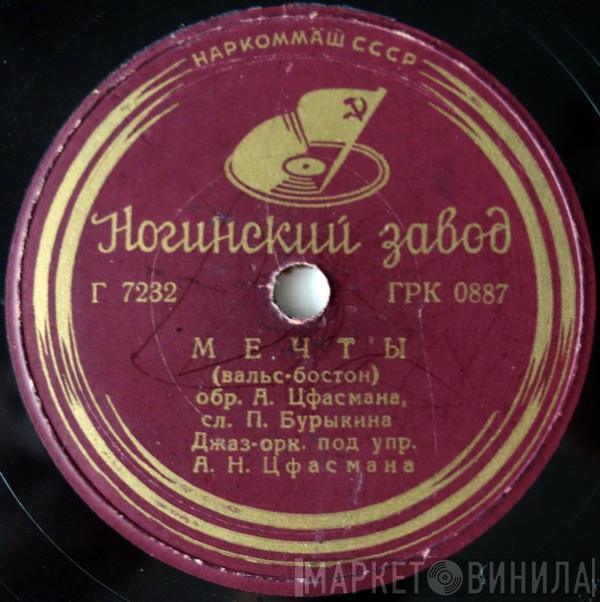 НАРКОММАШ СССР
Ногинский завод
Г 7232 ГРК 0887
МЕЧТЫ
(вальс-бостон)
обр. А. Цфасмана,
сл. П. Бурыкина
Джаз-орк. под упр.
А. Н. Цфасмана
МАРКЕТ ВИНИЛА